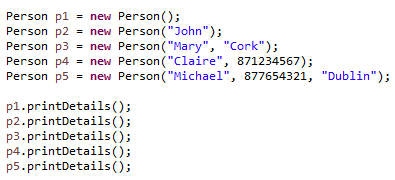 Person p1 = new Person();
Person p2 = new Person("John");
Person p3 = new Person("Mary", "Cork");
Person p4 = new Person("Claire", 871234567);
Person p5 = new Person("Michael", 877654321, "Dublin");
p1.printDetails();
p2.printDetails();
p3.printDetails();
p4.printDetails();
p5.printDetails();